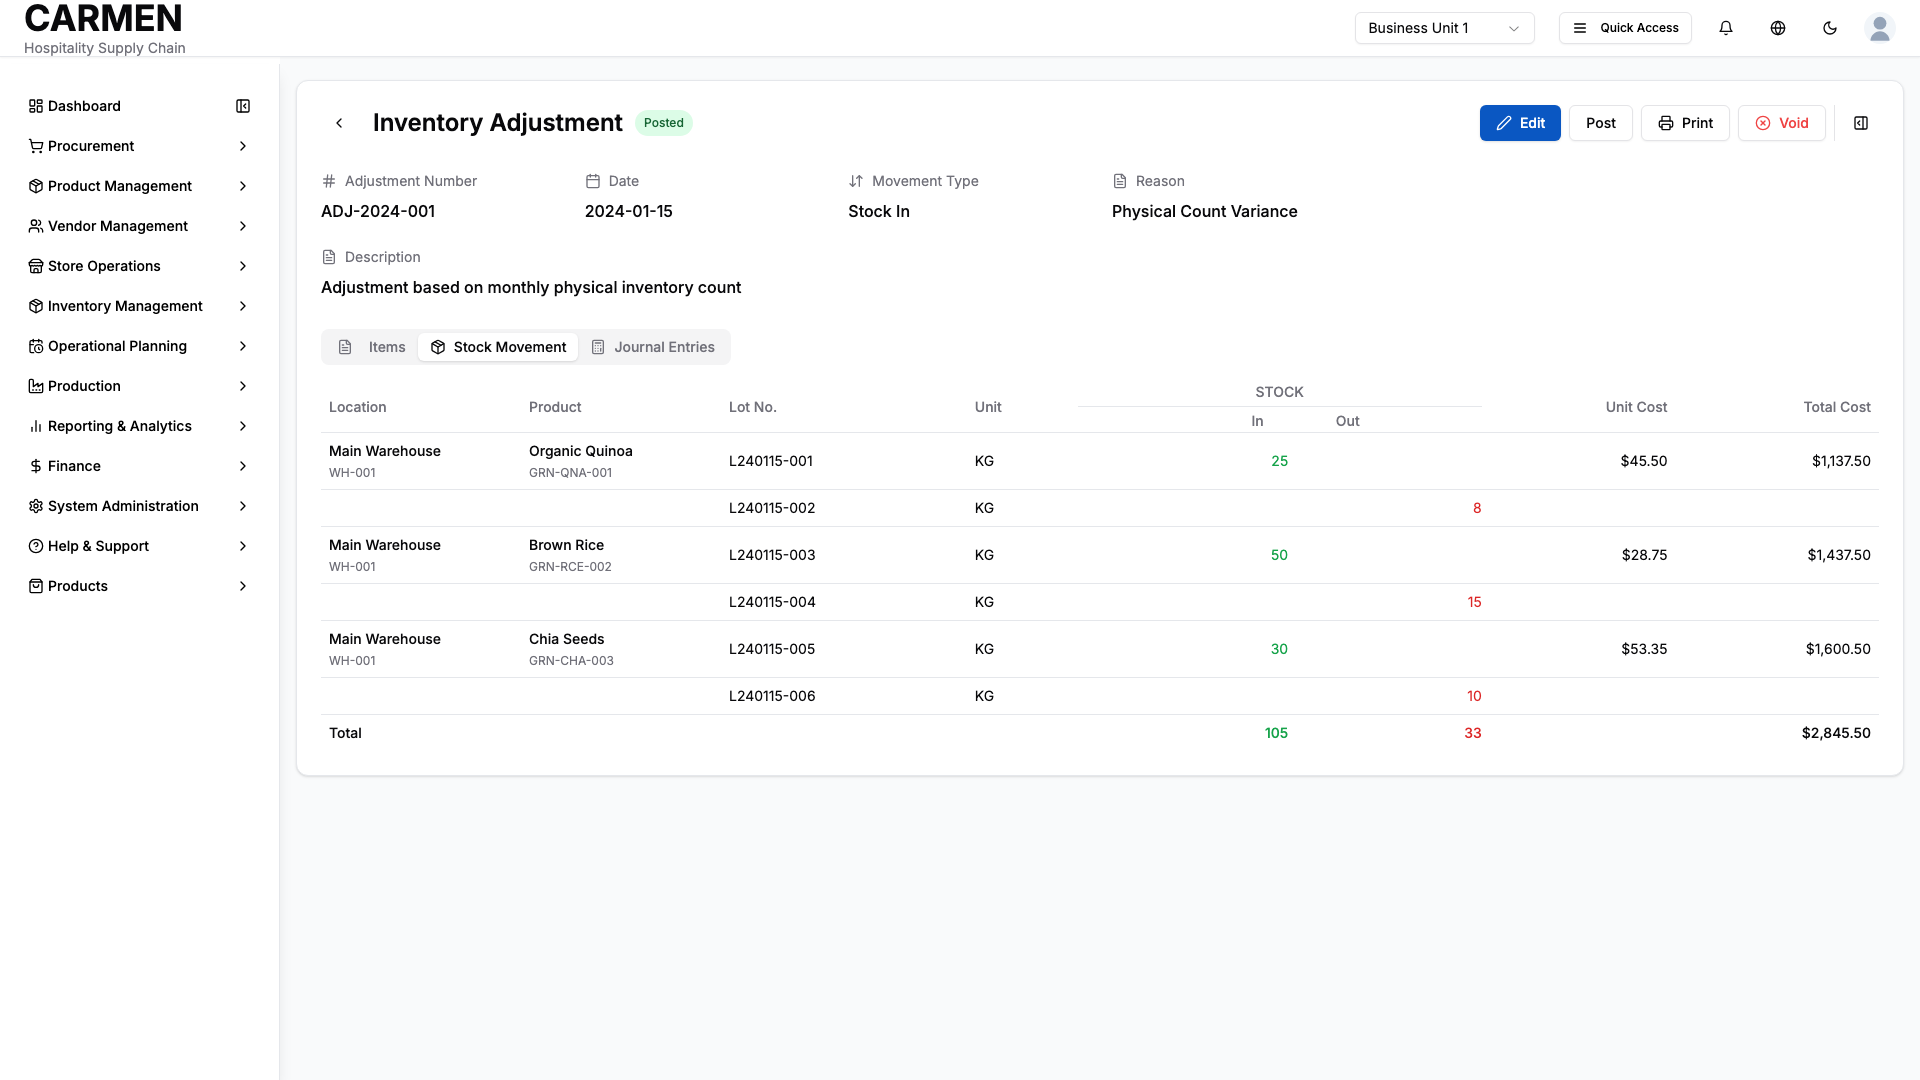 CARMEN
Hospitality Supply Chain
Business Unit 1
Quick Access
Dashboard
Procurement
Product Management
Vendor Management
Store Operations
Inventory Management
Operational Planning
Production
Reporting & Analytics
Finance
System Administration
Help & Support
Products
Inventory Adjustment Posted
Edit Post Print Void
Adjustment Number Date Movement Type Reason
ADJ-2024-001 2024-01-15 Stock In Physical Count Variance
Description
Adjustment based on monthly physical inventory count
Items Stock Movement Journal Entries
STOCK
Location Product Lot No. Unit Unit Cost Total Cost
In Out
Main Warehouse Organic Quinoa
L240115-001 KG 25 $45.50 $1,137.50
WH-001 GRN-QNA-001
L240115-002 KG 8
Main Warehouse Brown Rice
L240115-003 KG 50 $28.75 $1,437.50
WH-001 GRN-RCE-002
L240115-004 KG 15
Main Warehouse Chia Seeds
L240115-005 KG 30 $53.35 $1,600.50
WH-001 GRN-CHA-003
L240115-006 KG 10
Total 105 33 $2,845.50